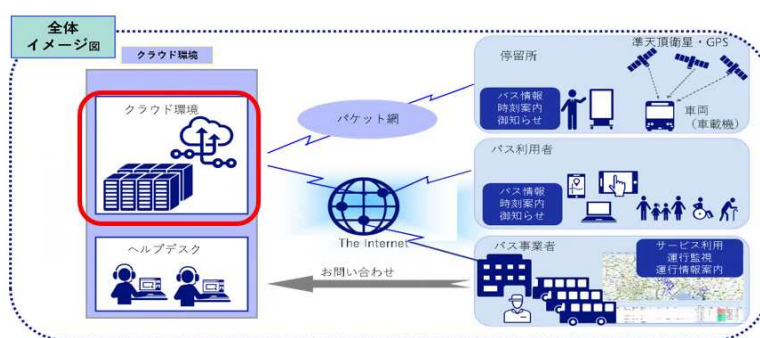 全体
イメージ図
クラウド環境
クラウド環境
ヘルプデスク
パケット網
The Internet
お問い合わせ
停留所
準天頂衛星・GPS
バス情報
時刻案内
御知らせ
車両
（車載機）
バス利用者
バス情報
時刻案内
御知らせ
バス事業者
サービス利用
運行監視
運行情報案内